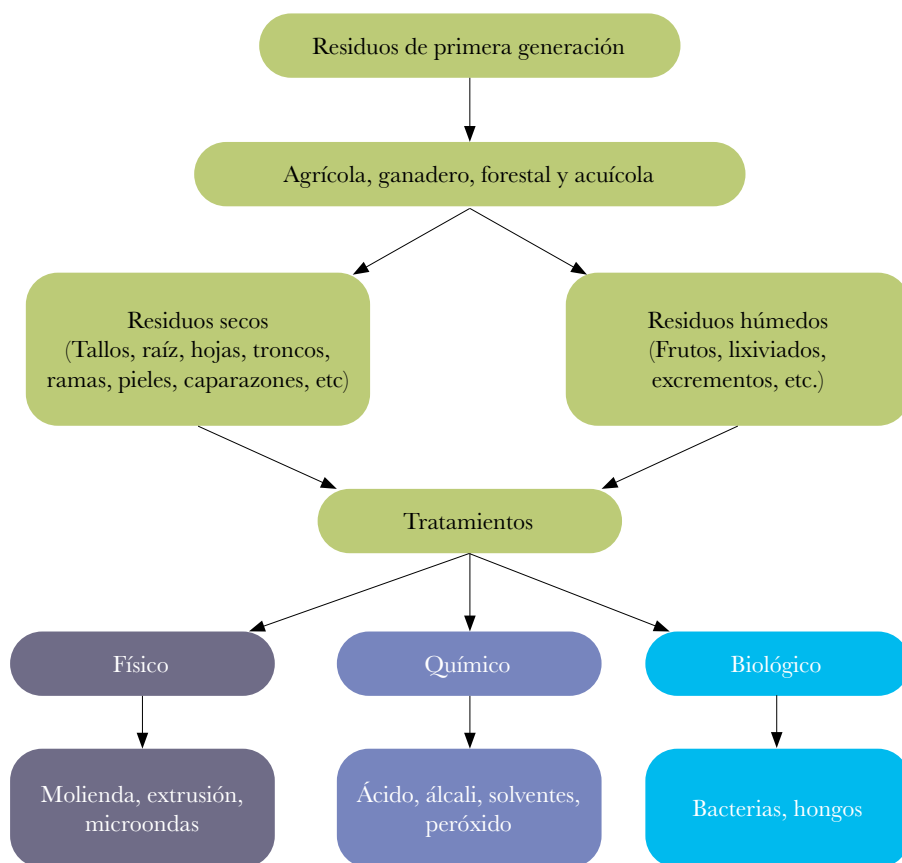 Residuos de primera generación
Agrícola, ganadero, forestal y acuícola
Residuos secos
(Tallos, raíz, hojas, troncos,
ramas, pieles, caparazones, etc)
Residuos húmedos
(Frutos, lixiviados,
excrementos, etc.)
Tratamientos
Físico
Químico
Biológico
Molienda, extrusión,
microondas
Ácido, álcali, solventes,
peróxido
Bacterias, hongos